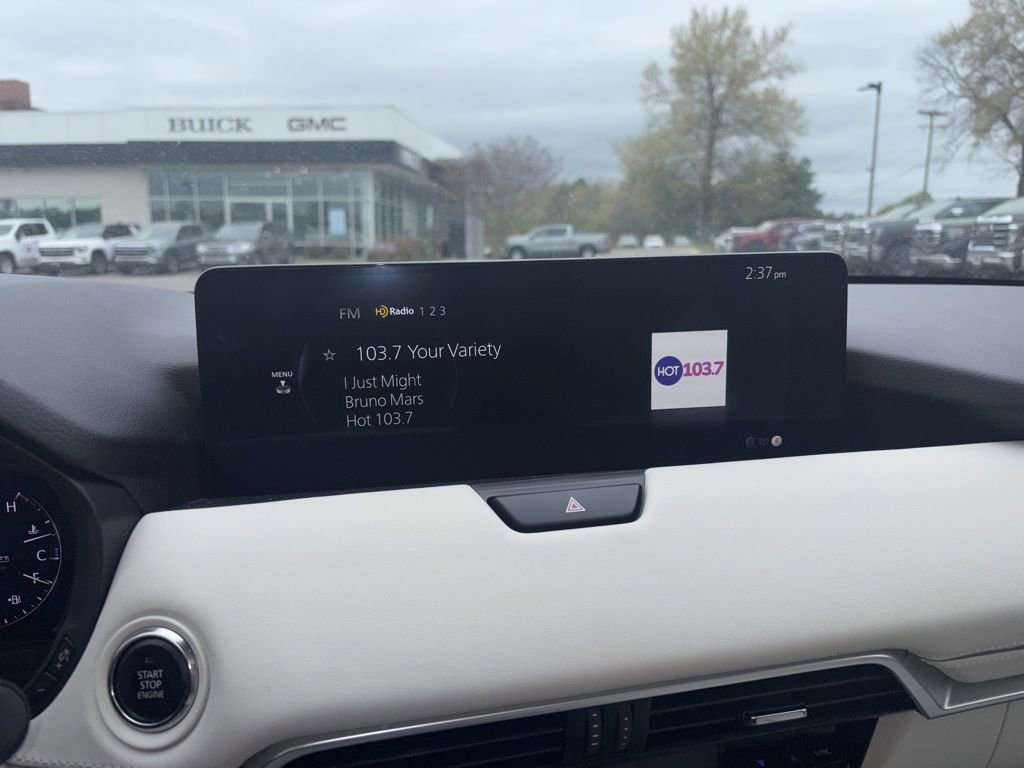 BUICK GMC
2:37 pm
FM HD Radio 1 2 3
103.7 Your Variety
MENU
I Just Might
Bruno Mars
Hot 103.7
HOT 103.7
H
C
F
START
STOP
ENGINE